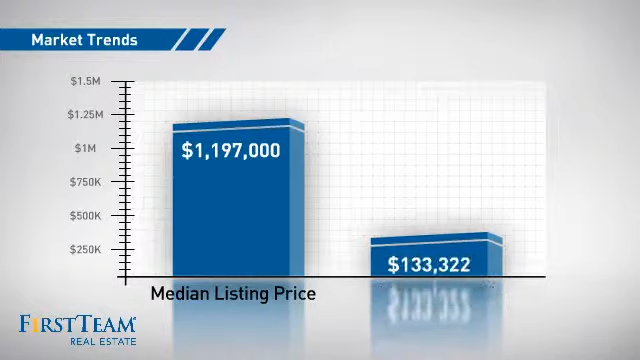 Market Trends
$1.5M
$1.25M
$1M
$750K
$500K
$250K
$1,197,000
$133,322
Median Listing Price
FIRSTTEAM®
REAL ESTATE